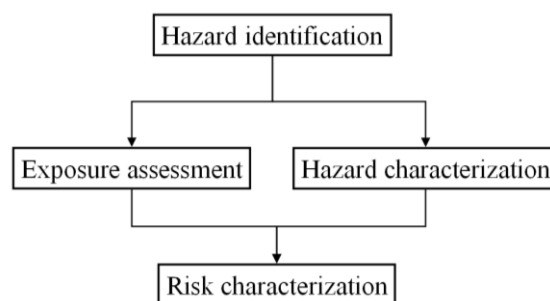 Hazard identification
Exposure assessment
Hazard characterization
Risk characterization